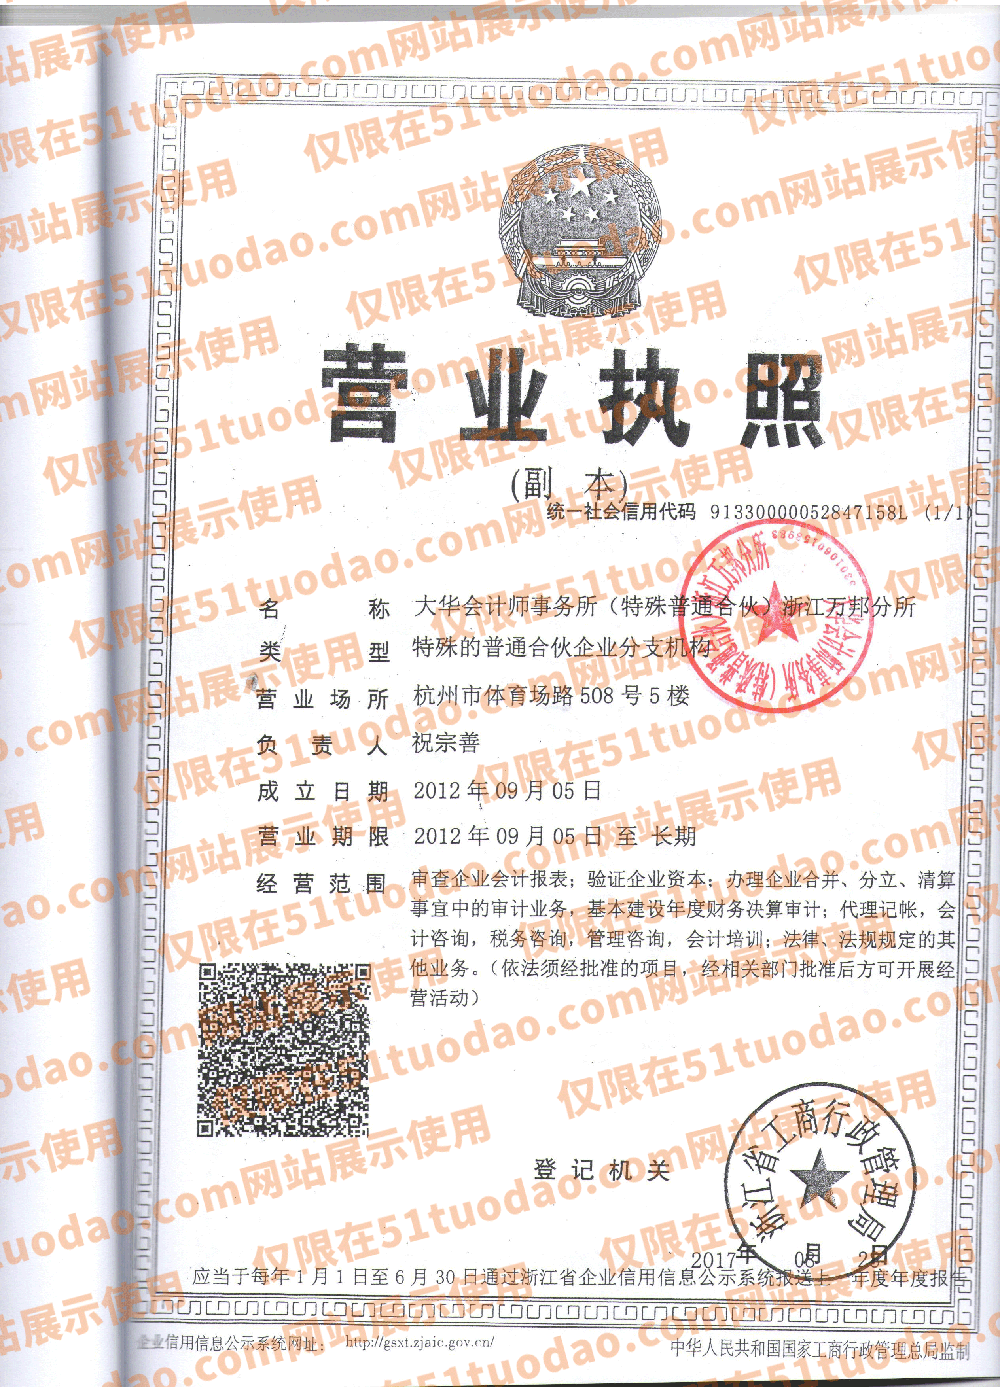 营业执照
(副 本)
统一社会信用代码 91330000052847158L (1/1)
名称 大华会计师事务所（特殊普通合伙）浙江万邦分所
类型 特殊的普通合伙企业分支机构
营业场所 杭州市体育场路508号5楼
负责人 祝宗善
成立日期 2012年09月05日
营业期限 2012年09月05日 至 长期
经营范围 审查企业会计报表；验证企业资本；办理企业合并、分立、清算
事宜中的审计业务，基本建设年度财务决算审计；代理记帐，会
计咨询，税务咨询，管理咨询，会计培训；法律、法规规定的其
他业务。（依法须经批准的项目，经相关部门批准后方可开展经
营活动）
登记机关
浙江省工商行政管理局
2017年
应当于每年1月1日至6月30日通过浙江省企业信用信息公示系统报送上一年度年度报告
企业信用信息公示系统网址： http://gsxt.zjaic.gov.cn/
中华人民共和国国家工商行政管理总局监制
仅限在51tuodao.com网站展示使用